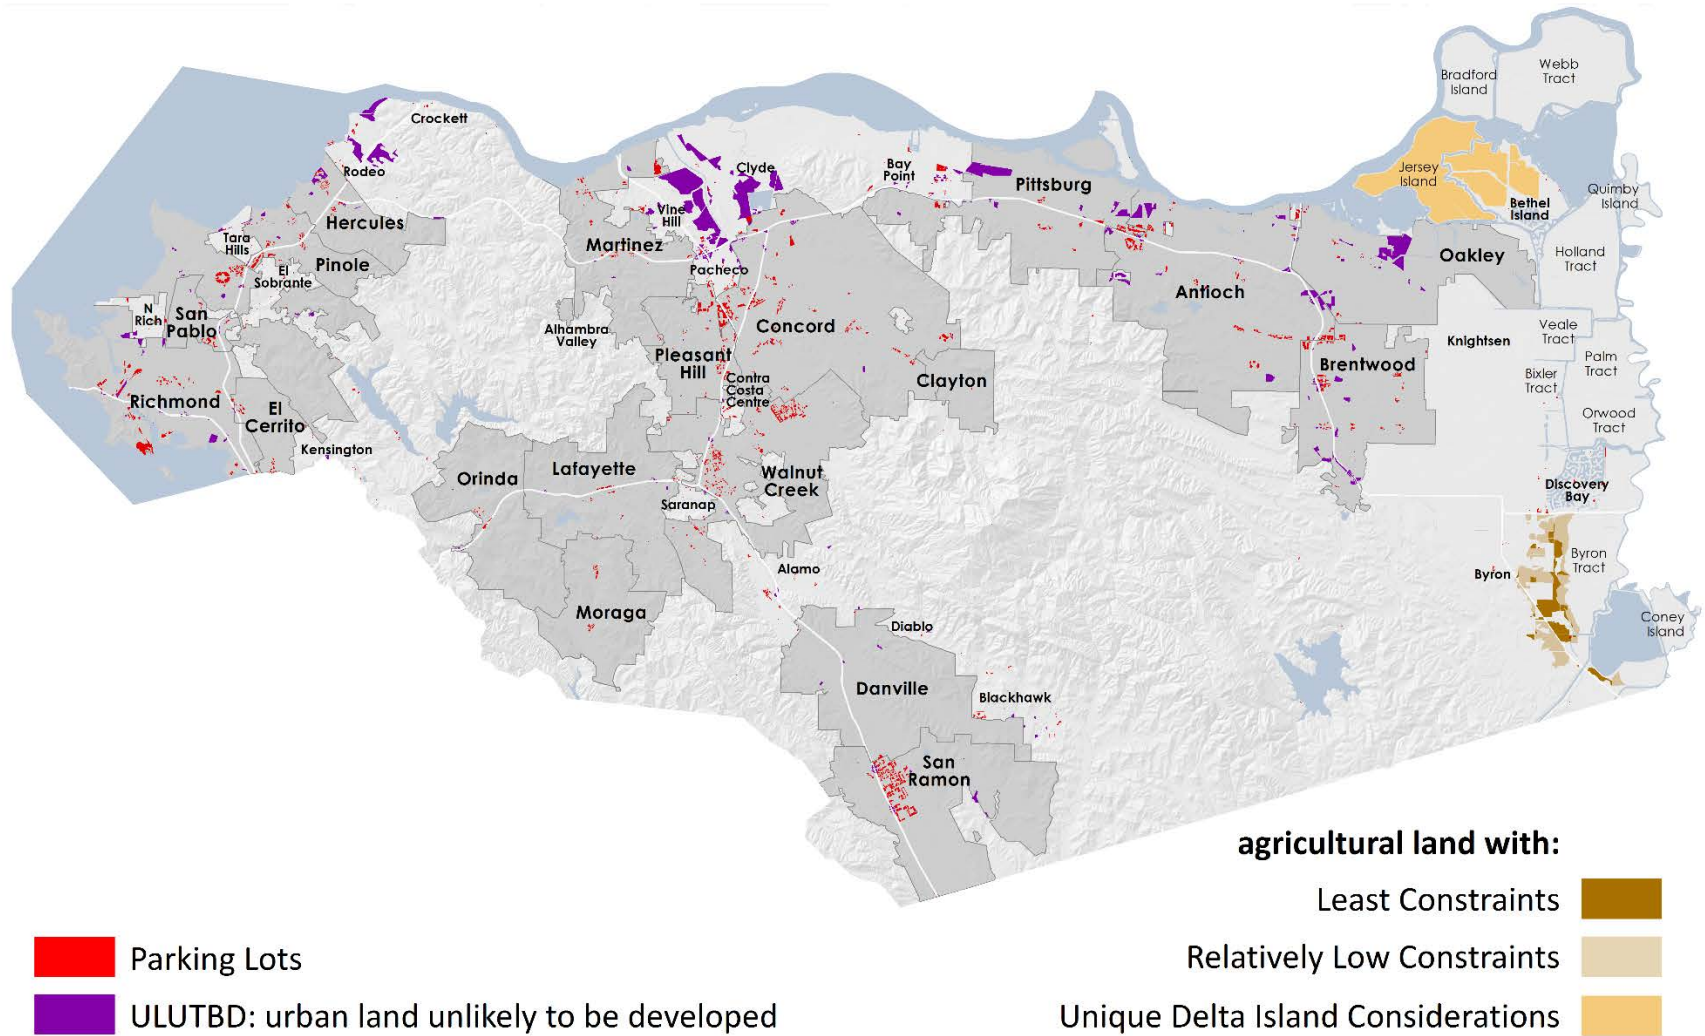 Webb
Tract
Bradford
Island
Crockett
Rodeo
Jersey
Island
Clyde
Bay
Point
Pittsburg
Quimby
Island
Bethel
Island
Hercules
Vine
Hill
Martinez
Tara
Hills
Pinole
El
Sobrante
Pacheco
Oakley
Holland
Tract
Antioch
N
Rich
San
Pablo
Concord
Alhambra
Valley
Veale
Tract
Knightsen
Pleasant
Hill
Palm
Tract
Brentwood
Bixler
Tract
Clayton
Contra
Costa
Centre
Richmond
El
Cerrito
Orwood
Tract
Kensington
Orinda
Lafayette
Walnut
Creek
Saranap
Discovery
Bay
Byron
Tract
Byron
Alamo
Moraga
Diablo
Coney
Island
Danville
Blackhawk
San
Ramon
agricultural land with:
Least Constraints
Relatively Low Constraints
Unique Delta Island Considerations
Parking Lots
ULUTBD: urban land unlikely to be developed